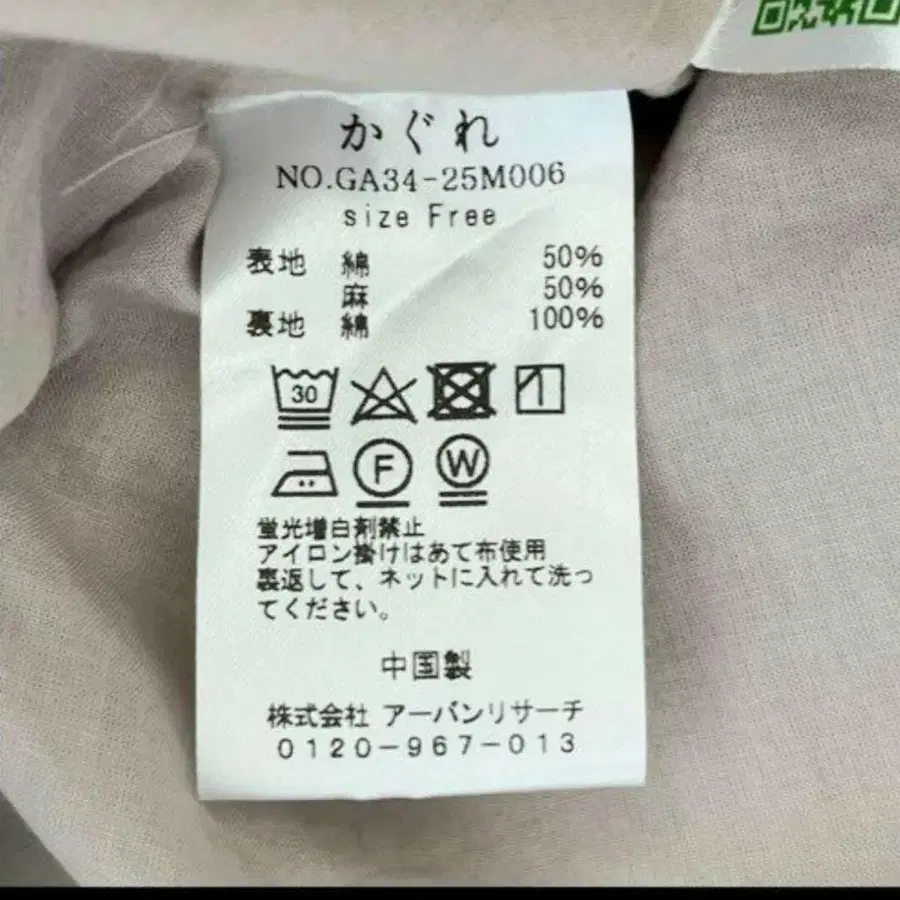 かぐれ
NO.GA34-25M006
size Free
表地 綿 50%
麻 50%
裏地 綿 100%
30
F W
蛍光増白剤禁止
アイロン掛けはあて布使用
裏返して、ネットに入れて洗っ
てください。
中国製
株式会社 アーバンリサーチ
0120-967-013